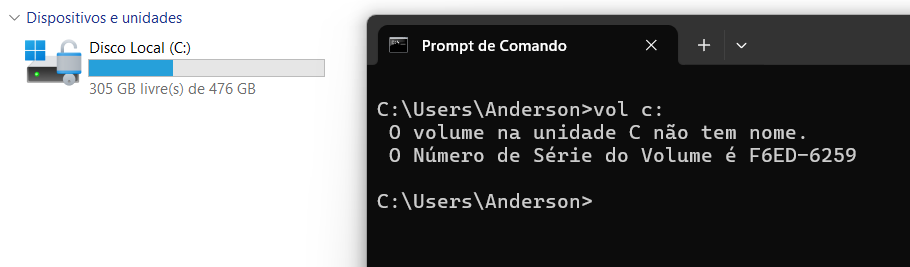 Dispositivos e unidades
Disco Local (C:)
305 GB livre(s) de 476 GB
Prompt de Comando
C:\Users\Anderson>vol c:
O volume na unidade C não tem nome.
O Número de Série do Volume é F6ED-6259
C:\Users\Anderson>